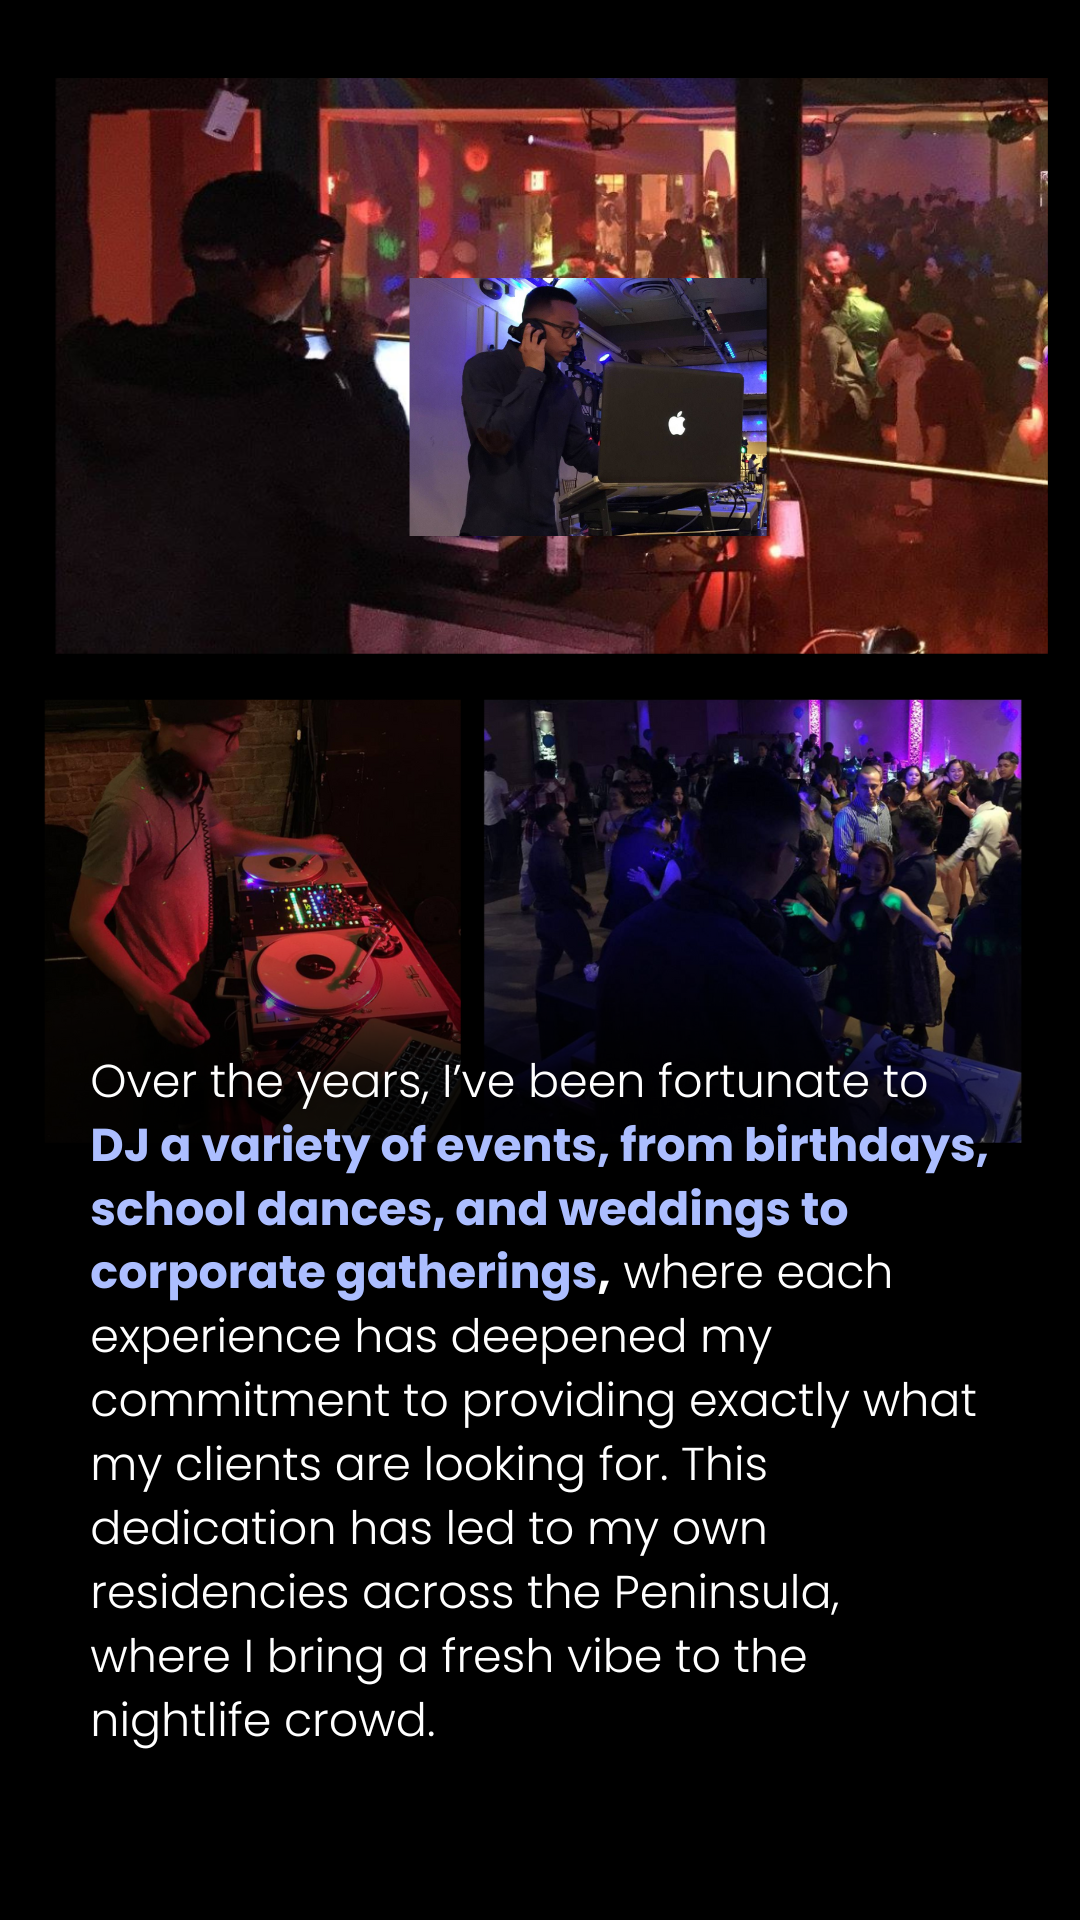 Over the years, I’ve been fortunate to
DJ a variety of events, from birthdays,
school dances, and weddings to
corporate gatherings, where each
experience has deepened my
commitment to providing exactly what
my clients are looking for. This
dedication has led to my own
residencies across the Peninsula,
where I bring a fresh vibe to the
nightlife crowd.